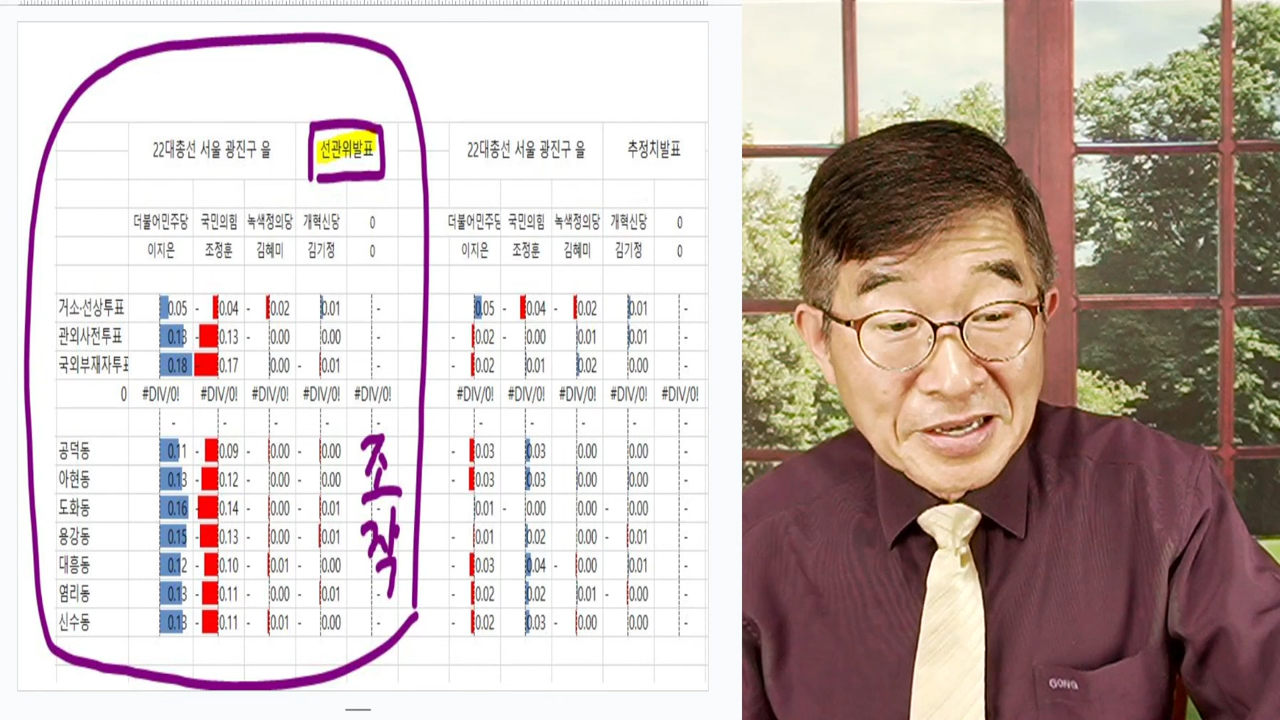 22대총선 서울 광진구 을 선관위발표 22대총선 서울 광진구 을 추정치발표
더불어민주당 국민의힘 녹색정의당 개혁신당 0 더불어민주당 국민의힘 녹색정의당 개혁신당 0
이지은 조정훈 김혜미 김기정 0 이지은 조정훈 김혜미 김기정 0
거소·선상투표 0.05 - 0.04 - 0.02 0.01 - 0.05 - 0.04 - 0.02 0.01 -
관외사전투표 0.13 - 0.13 - 0.00 0.00 - - 0.02 - 0.00 0.01 0.01 -
국외부재자투표 0.18 - 0.17 0.00 - 0.01 - - 0.02 0.01 0.02 0.00 -
0 #DIV/0! #DIV/0! #DIV/0! #DIV/0! #DIV/0! #DIV/0! #DIV/0! #DIV/0! #DIV/0! #DIV/0!
- - - - - - - - - -
공덕동 0.11 - 0.09 - 0.00 - 0.00 - - 0.03 0.03 0.00 0.00 -
아현동 0.13 - 0.12 - 0.00 - 0.00 - - 0.03 0.03 0.00 0.00 -
도화동 0.16 - 0.14 - 0.00 - 0.01 - 0.01 - 0.00 - 0.00 0.00 -
용강동 0.15 - 0.13 - 0.00 - 0.01 - - 0.01 0.02 - 0.00 - 0.00 -
대흥동 0.12 - 0.10 - 0.01 - 0.00 - - 0.03 0.04 - 0.00 - 0.01 -
염리동 0.13 - 0.11 - 0.00 - 0.01 - - 0.02 0.02 0.01 - 0.00 -
신수동 0.13 - 0.11 - 0.01 0.00 - - 0.02 0.03 - 0.00 0.00 -
조작
GONG